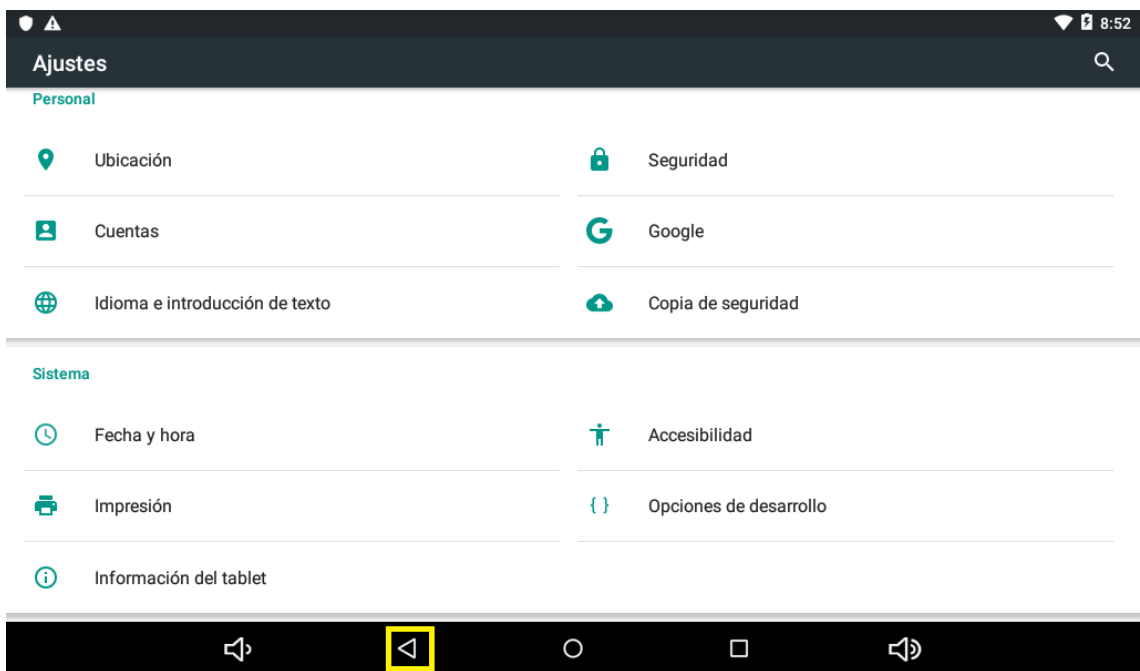 8:52
Ajustes
Personal
Ubicación
Seguridad
Cuentas
Google
Idioma e introducción de texto
Copia de seguridad
Sistema
Fecha y hora
Accesibilidad
Impresión
{ } Opciones de desarrollo
Información del tablet